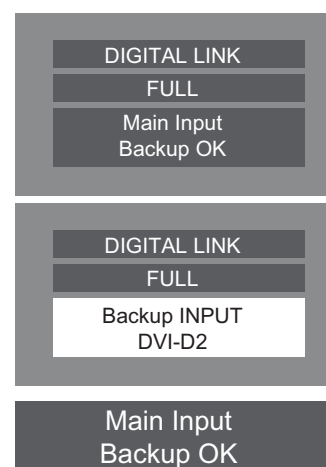 DIGITAL LINK
FULL
Main Input
Backup OK
DIGITAL LINK
FULL
Backup INPUT
DVI-D2
Main Input
Backup OK